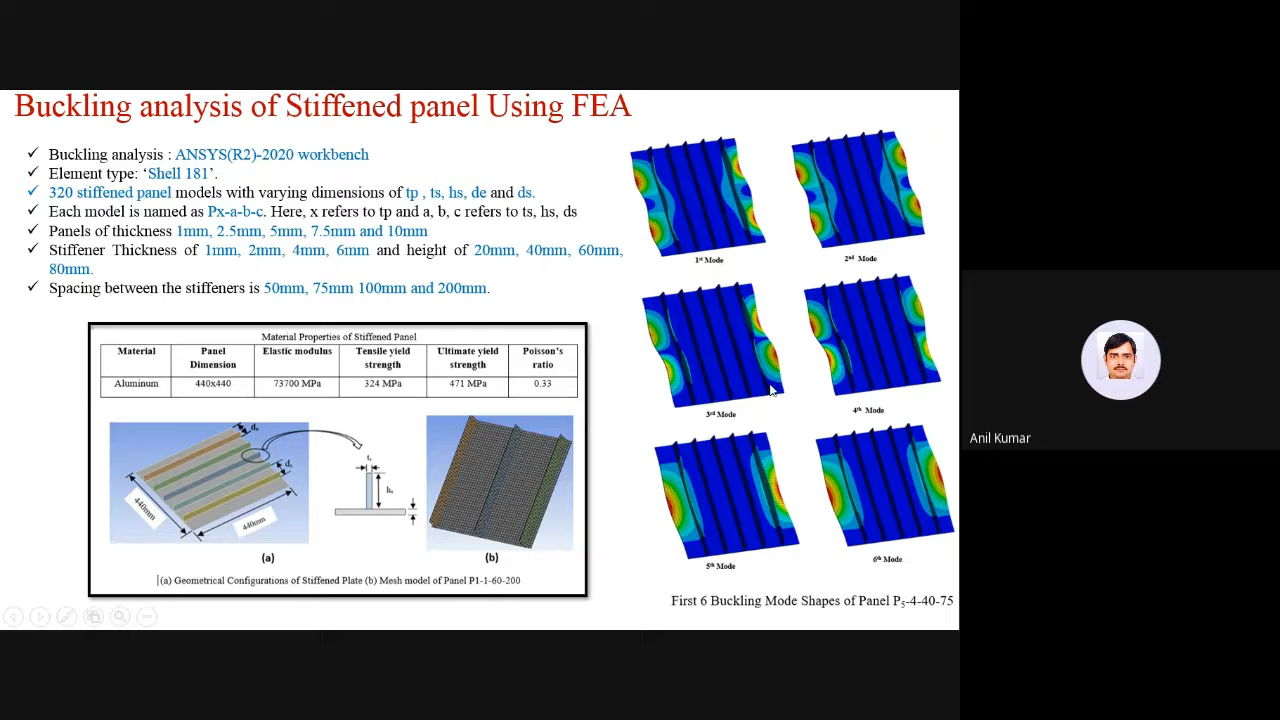 Buckling analysis of Stiffened panel Using FEA
✓ Buckling analysis : ANSYS(R2)-2020 workbench
✓ Element type: ‘Shell 181’.
✓ 320 stiffened panel models with varying dimensions of tp , ts, hs, de and ds.
✓ Each model is named as Px-a-b-c. Here, x refers to tp and a, b, c refers to ts, hs, ds
✓ Panels of thickness 1mm, 2.5mm, 5mm, 7.5mm and 10mm
✓ Stiffener Thickness of 1mm, 2mm, 4mm, 6mm and height of 20mm, 40mm, 60mm,
80mm.
✓ Spacing between the stiffeners is 50mm, 75mm 100mm and 200mm.
Material Properties of Stiffened Panel
Material Panel Dimension Elastic modulus Tensile yield strength Ultimate yield strength Poisson’s ratio
Aluminum 440x440 73700 MPa 324 MPa 471 MPa 0.33
de
ds
440mm
440mm
ts
hs
(a)
(b)
(a) Geometrical Configurations of Stiffened Plate (b) Mesh model of Panel P1-1-60-200
1st Mode
2nd Mode
3rd Mode
4th Mode
5th Mode
6th Mode
First 6 Buckling Mode Shapes of Panel P5-4-40-75
Anil Kumar